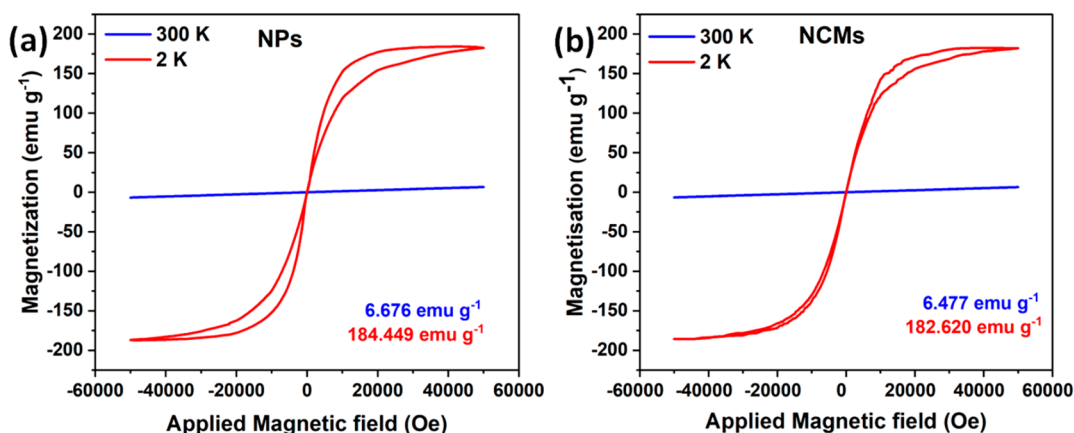 (a)
300 K
2 K
NPs
Magnetization (emu g⁻¹)
200
150
100
50
0
-50
-100
-150
-200
6.676 emu g⁻¹
184.449 emu g⁻¹
-60000 -40000 -20000 0 20000 40000 60000
Applied Magnetic field (Oe)
(b)
300 K
2 K
NCMs
Magnetisation (emu g⁻¹)
200
150
100
50
0
-50
-100
-150
-200
6.477 emu g⁻¹
182.620 emu g⁻¹
-60000 -40000 -20000 0 20000 40000 60000
Applied Magnetic field (Oe)